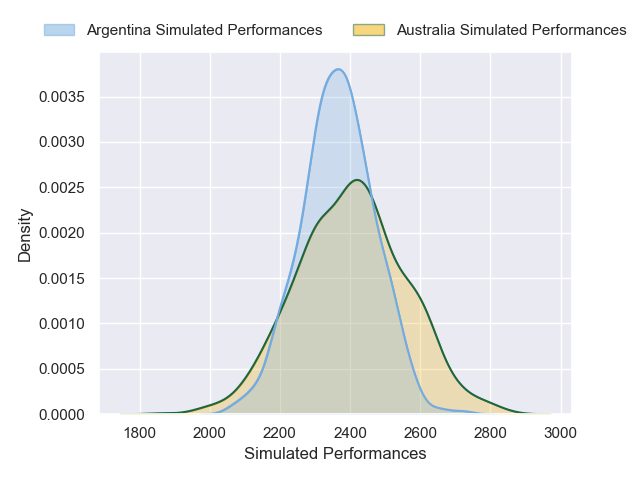 Argentina Simulated Performances Australia Simulated Performances
0.0035
0.0030
0.0025
0.0020
0.0015
0.0010
0.0005
0.0000
Density
1800 2000 2200 2400 2600 2800 3000
Simulated Performances